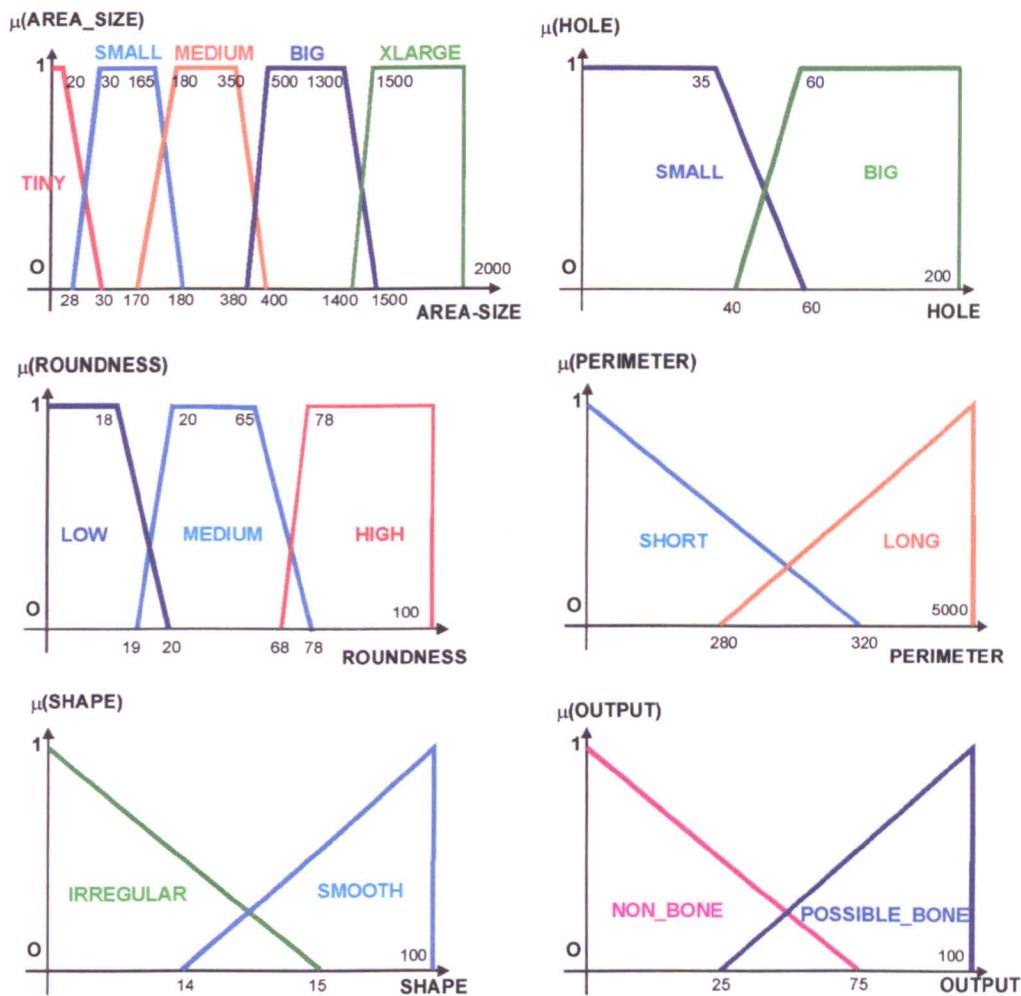 μ(AREA_SIZE)
SMALL MEDIUM BIG XLARGE
1
20 30 165 180 350 500 1300 1500
TINY
O
2000
28 30 170 180 380 400 1400 1500
AREA-SIZE
μ(HOLE)
1
35 60
SMALL BIG
O
200
40 60
HOLE
μ(ROUNDNESS)
1
18 20 65 78
LOW MEDIUM HIGH
O
100
19 20 68 78
ROUNDNESS
μ(PERIMETER)
1
SHORT LONG
O
5000
280 320
PERIMETER
μ(SHAPE)
1
IRREGULAR SMOOTH
O
100
14 15
SHAPE
μ(OUTPUT)
1
NON_BONE POSSIBLE_BONE
O
100
25 75
OUTPUT